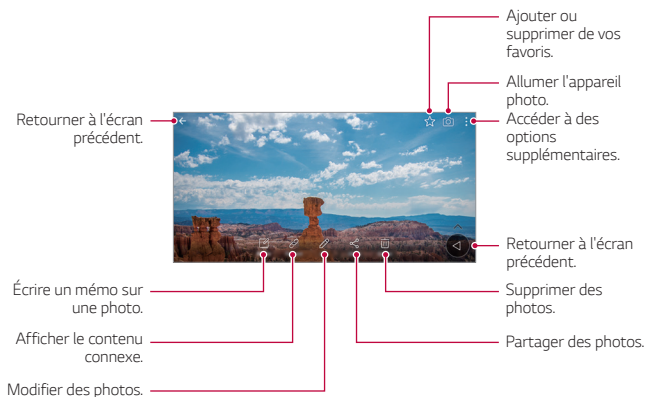 Ajouter ou
supprimer de vos
favoris.
Allumer l'appareil
photo.
Accéder à des
options
supplémentaires.
Retourner à l'écran
précédent.
Retourner à l'écran
précédent.
Écrire un mémo sur
une photo.
Supprimer des
photos.
Afficher le contenu
connexe.
Partager des photos.
Modifier des photos.